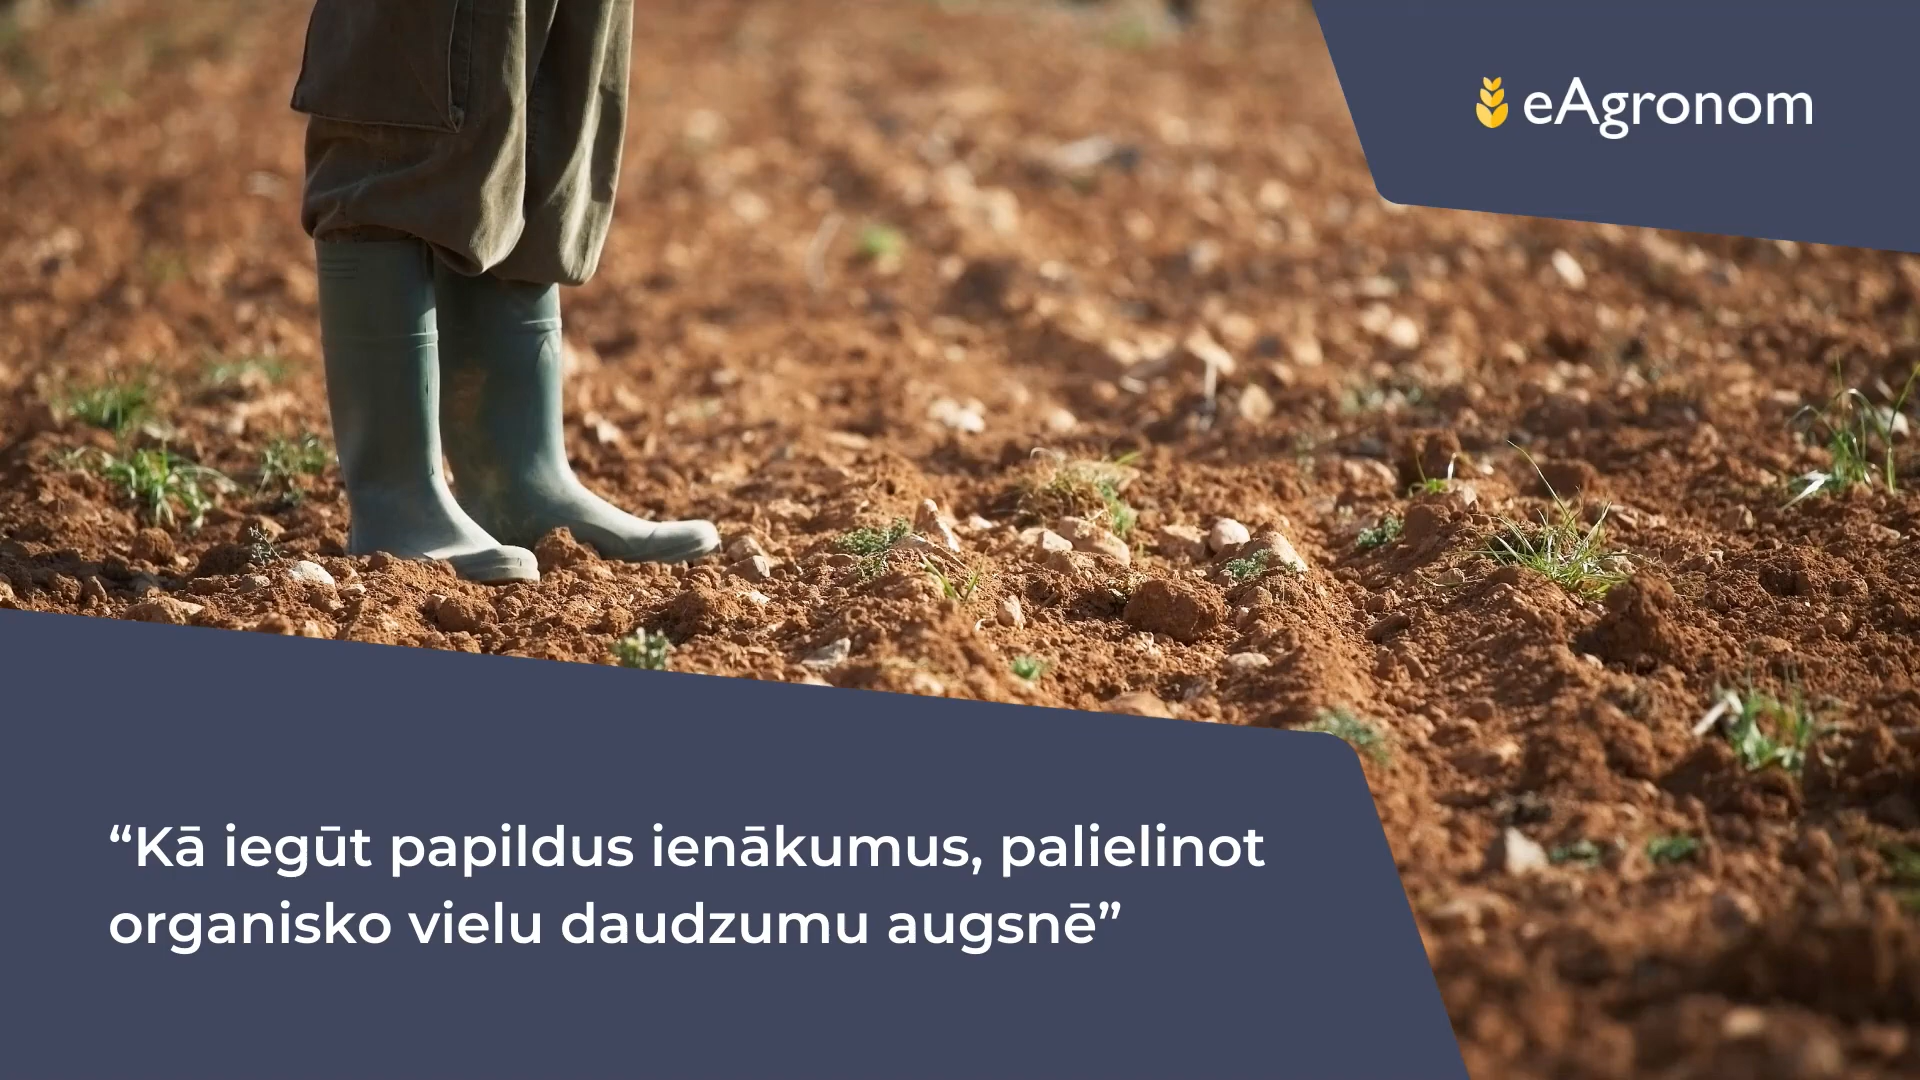 eAgronom
“Kā iegūt papildus ienākumus, palielinot
organisko vielu daudzumu augsnē”